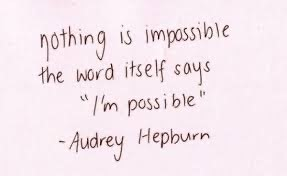 nothing is impossible
the word itself says
"I'm possible"
-Audrey Hepburn